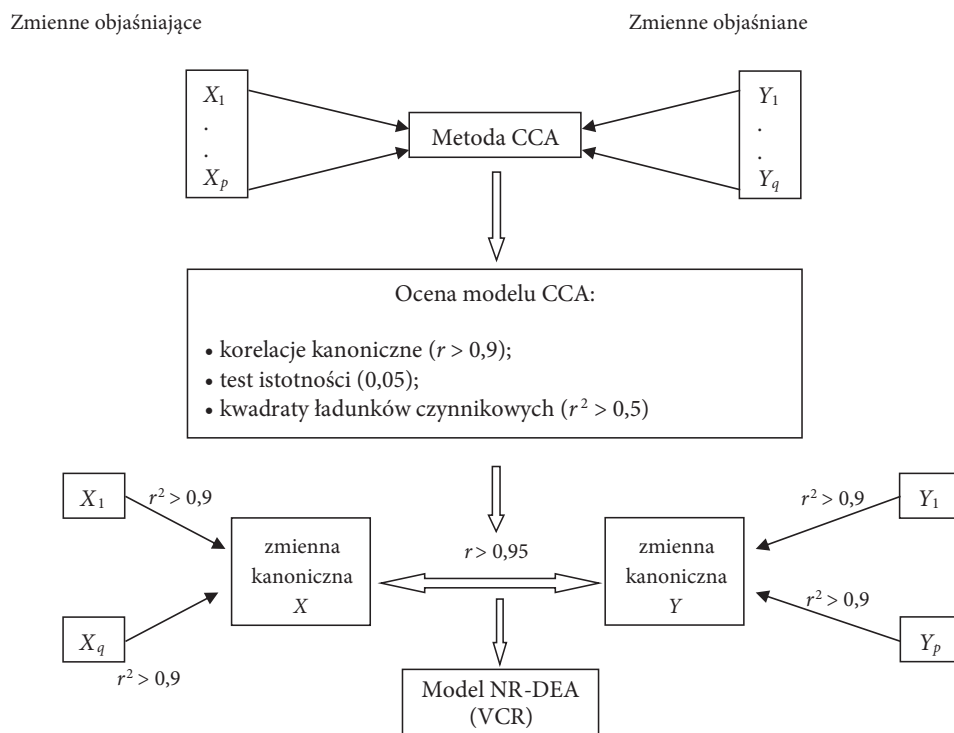 Zmienne objaśniające
Zmienne objaśniane
X1
.
.
Xp
Metoda CCA
Y1
.
.
Yq
Ocena modelu CCA:
• korelacje kanoniczne (r > 0,9);
• test istotności (0,05);
• kwadraty ładunków czynnikowych (r² > 0,5)
X1
r² > 0,9
zmienna
kanoniczna
X
Xq
r² > 0,9
r > 0,95
zmienna
kanoniczna
Y
r² > 0,9
Y1
r² > 0,9
Yp
Model NR-DEA
(VCR)